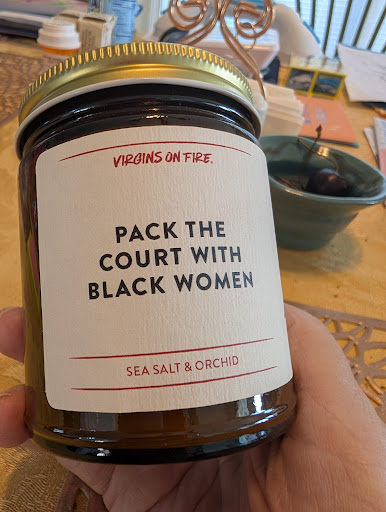 VIRGINS ON FIRE.
PACK THE
COURT WITH
BLACK WOMEN
SEA SALT & ORCHID